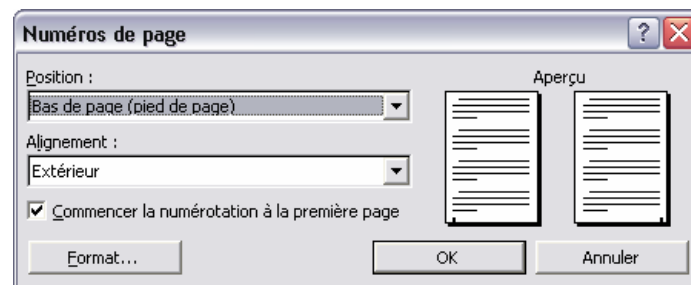 Numéros de page
Position :
Bas de page (pied de page)
Alignement :
Extérieur
Commencer la numérotation à la première page
Aperçu
Format...
OK
Annuler